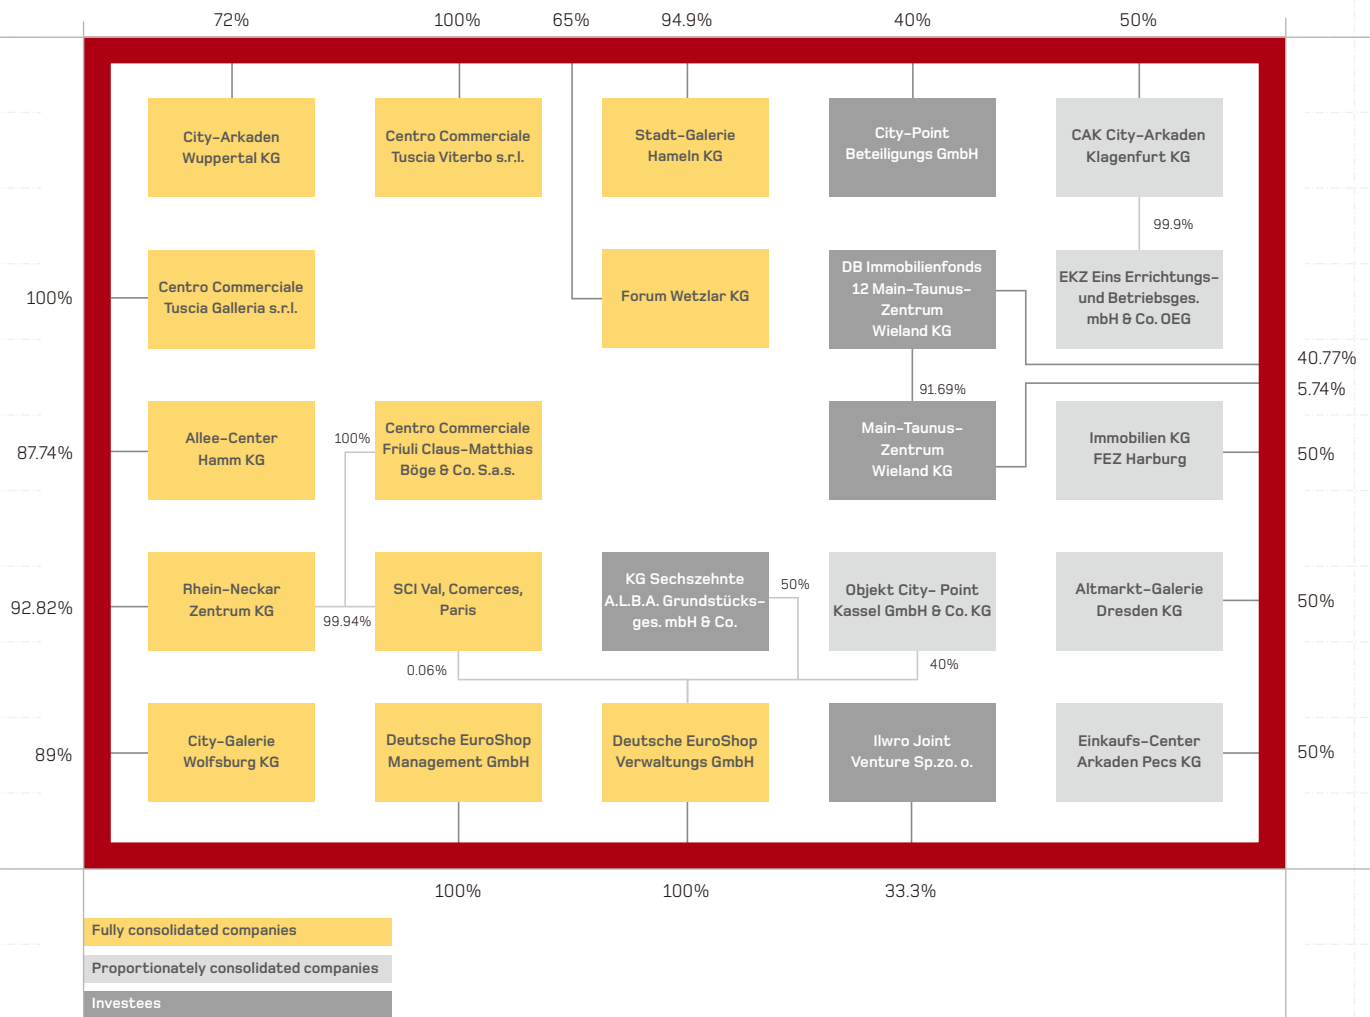 72%
100%
65%
94.9%
40%
50%
City-Arkaden
Wuppertal KG
Centro Commerciale
Tuscia Viterbo s.r.l.
Stadt-Galerie
Hameln KG
City-Point
Beteiligungs GmbH
CAK City-Arkaden
Klagenfurt KG
99.9%
100%
Centro Commerciale
Tuscia Galleria s.r.l.
Forum Wetzlar KG
DB Immobilienfonds
12 Main-Taunus-
Zentrum
Wieland KG
EKZ Eins Errichtungs-
und Betriebsges.
mbH & Co. OEG
40.77%
5.74%
91.69%
87.74%
Allee-Center
Hamm KG
100%
Centro Commerciale
Friuli Claus-Matthias
Böge & Co. S.a.s.
Main-Taunus-
Zentrum
Wieland KG
Immobilien KG
FEZ Harburg
50%
92.82%
Rhein-Neckar
Zentrum KG
99.94%
SCI Val, Comerces,
Paris
KG Sechszehnte
A.L.B.A. Grundstücks-
ges. mbH & Co.
50%
Objekt City- Point
Kassel GmbH & Co. KG
Altmarkt-Galerie
Dresden KG
50%
0.06%
40%
89%
City-Galerie
Wolfsburg KG
Deutsche EuroShop
Management GmbH
Deutsche EuroShop
Verwaltungs GmbH
Ilwro Joint
Venture Sp.zo. o.
Einkaufs-Center
Arkaden Pecs KG
50%
100%
100%
33.3%
Fully consolidated companies
Proportionately consolidated companies
Investees